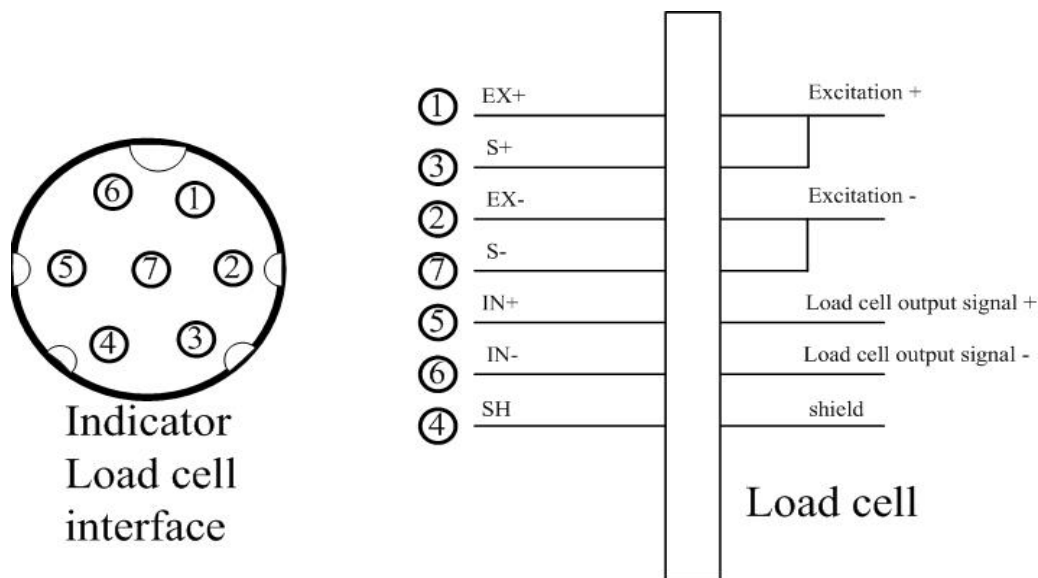 6 1
5 7 2
4 3
Indicator
Load cell
interface
1 EX+ Excitation +
3 S+
2 EX- Excitation -
7 S-
5 IN+ Load cell output signal +
6 IN- Load cell output signal -
4 SH shield
Load cell